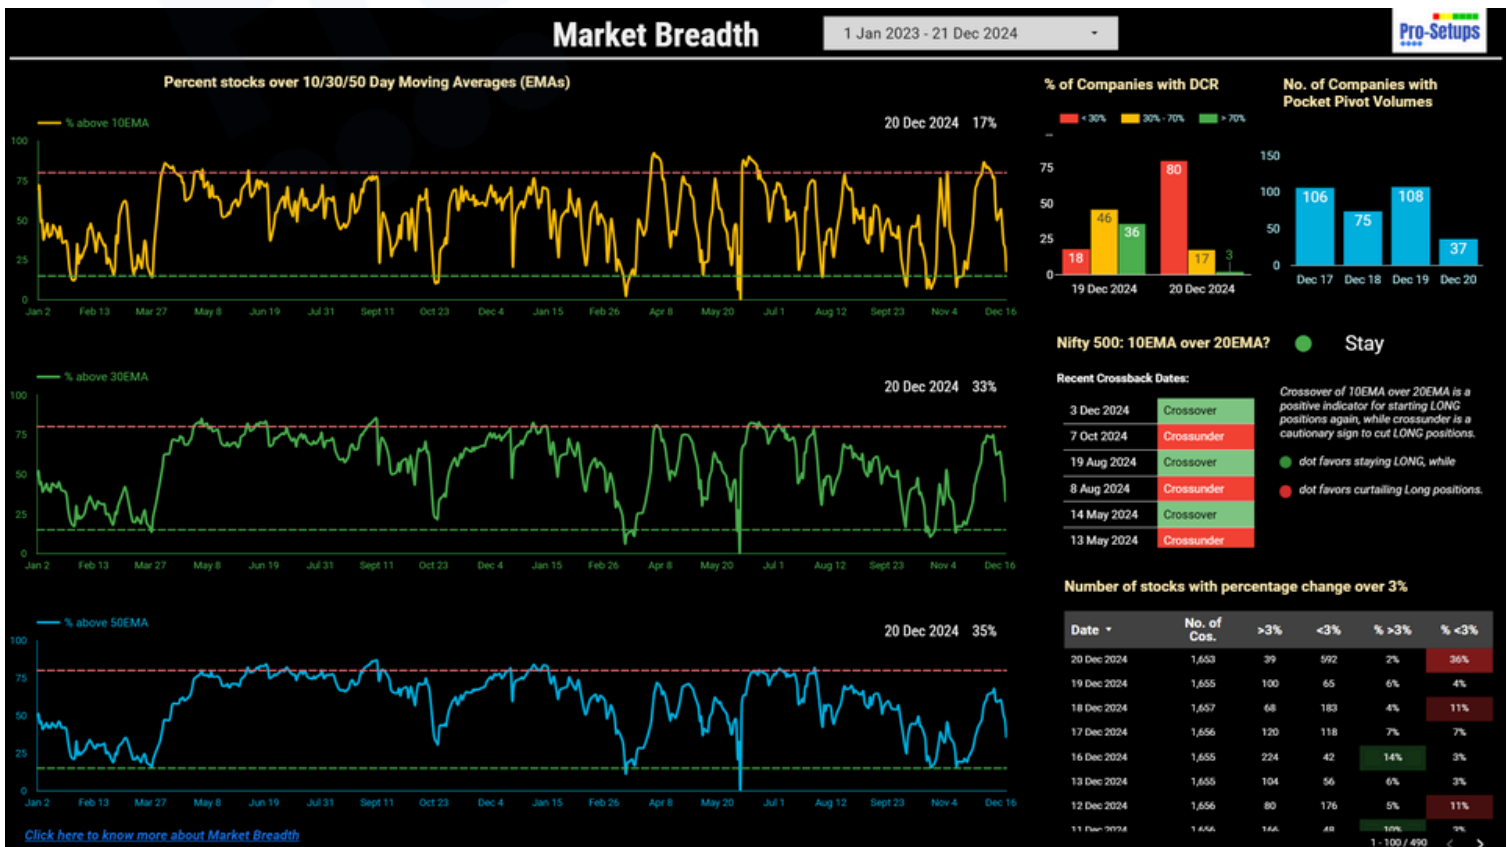 Market Breadth
1 Jan 2023 - 21 Dec 2024
Pro-Setups
Percent stocks over 10/30/50 Day Moving Averages (EMAs)
% above 10EMA
20 Dec 2024 17%
100
75
50
25
0
Jan 2 Feb 13 Mar 27 May 8 Jun 19 Jul 31 Sept 11 Oct 23 Dec 4 Jan 15 Feb 26 Apr 8 May 20 Jul 1 Aug 12 Sept 23 Nov 4 Dec 16
% above 30EMA
20 Dec 2024 33%
100
75
50
25
0
Jan 2 Feb 13 Mar 27 May 8 Jun 19 Jul 31 Sept 11 Oct 23 Dec 4 Jan 15 Feb 26 Apr 8 May 20 Jul 1 Aug 12 Sept 23 Nov 4 Dec 16
% above 50EMA
20 Dec 2024 35%
100
75
50
25
0
Jan 2 Feb 13 Mar 27 May 8 Jun 19 Jul 31 Sept 11 Oct 23 Dec 4 Jan 15 Feb 26 Apr 8 May 20 Jul 1 Aug 12 Sept 23 Nov 4 Dec 16
Click here to know more about Market Breadth
% of Companies with DCR
< 30% 30% - 70% > 70%
75
50
25
0
18 46 36 80 17 3
19 Dec 2024 20 Dec 2024
No. of Companies with
Pocket Pivot Volumes
150
100
50
0
106 75 108 37
Dec 17 Dec 18 Dec 19 Dec 20
Nifty 500: 10EMA over 20EMA? Stay
Recent Crossback Dates:
3 Dec 2024 Crossover
7 Oct 2024 Crossunder
19 Aug 2024 Crossover
8 Aug 2024 Crossunder
14 May 2024 Crossover
13 May 2024 Crossunder
Crossover of 10EMA over 20EMA is a
positive indicator for starting LONG
positions again, while crossunder is a
cautionary sign to cut LONG positions.
dot favors staying LONG, while
dot favors curtailing Long positions.
Number of stocks with percentage change over 3%
Date No. of Cos. >3% <3% % >3% % <3%
20 Dec 2024 1,653 39 592 2% 36%
19 Dec 2024 1,655 100 65 6% 4%
18 Dec 2024 1,657 68 183 4% 11%
17 Dec 2024 1,656 120 118 7% 7%
16 Dec 2024 1,655 224 42 14% 3%
13 Dec 2024 1,655 104 56 6% 3%
12 Dec 2024 1,656 80 176 5% 11%
11 Dec 2024 1,656 166 48 10% 3%
1 - 100 / 490